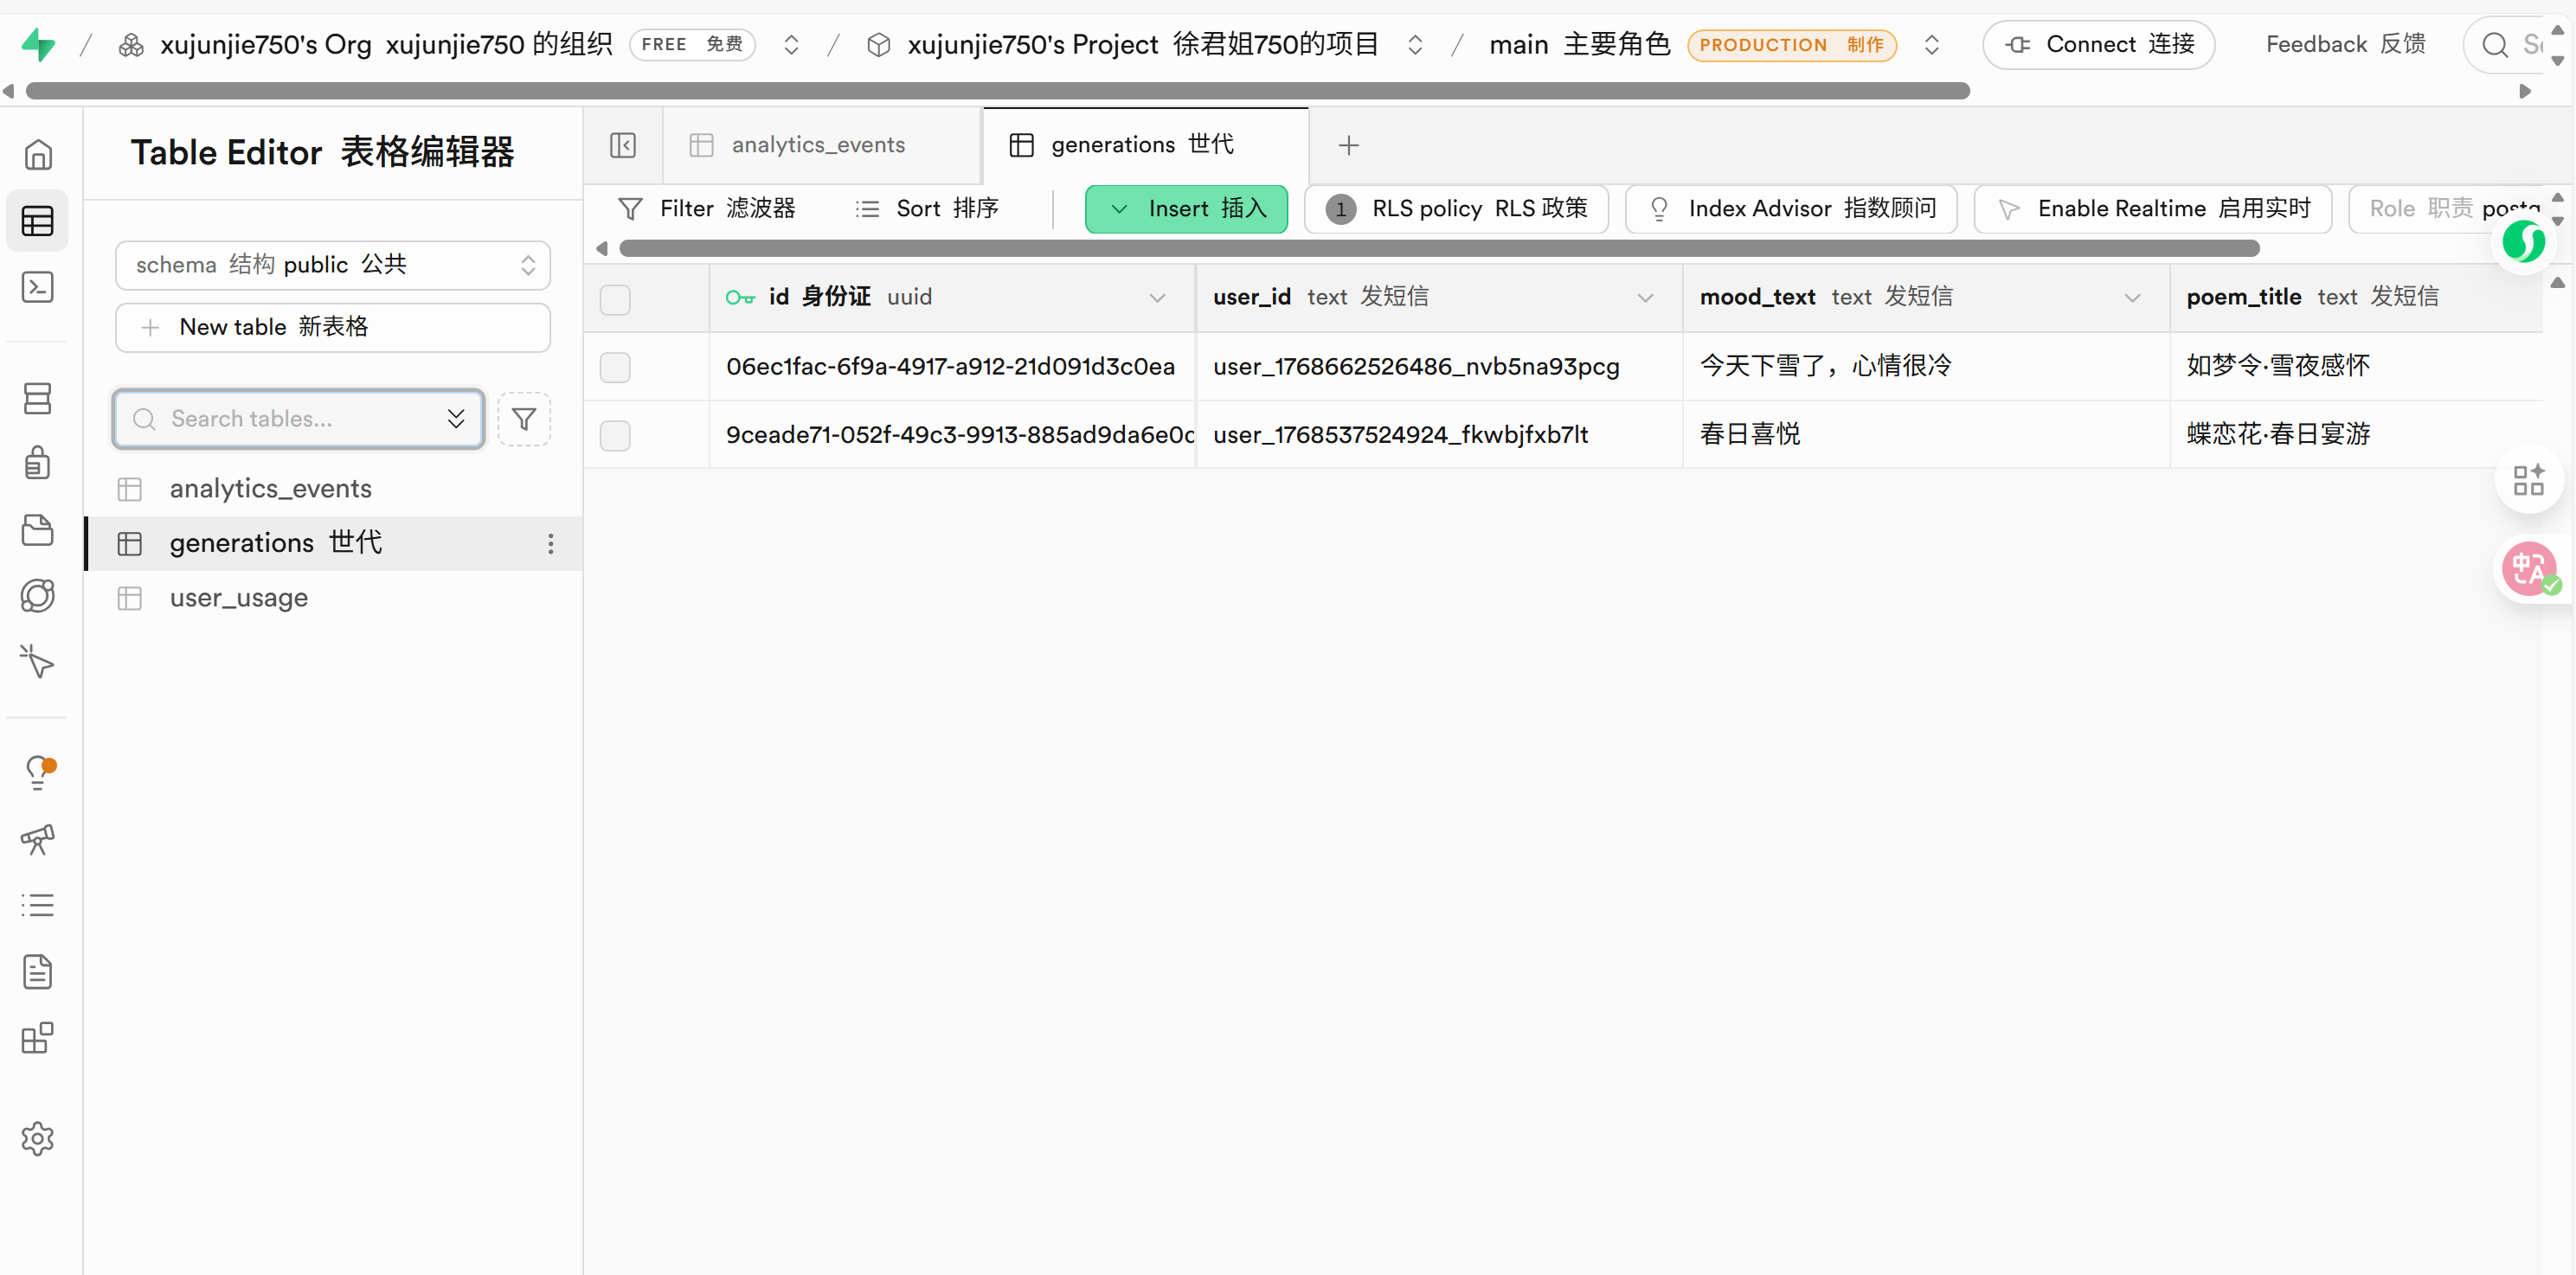 xujunjie750's Org xujunjie750 的组织 FREE 免费 / xujunjie750's Project 徐君姐750的项目 / main 主要角色 PRODUCTION 制作 Connect 连接 Feedback 反馈
Table Editor 表格编辑器
schema 结构 public 公共
New table 新表格
Search tables...
analytics_events
generations 世代
user_usage
analytics_events
generations 世代
Filter 滤波器 Sort 排序 Insert 插入 1 RLS policy RLS 政策 Index Advisor 指数顾问 Enable Realtime 启用实时 Role 职责
id 身份证 uuid user_id text 发短信 mood_text text 发短信 poem_title text 发短信
06ec1fac-6f9a-4917-a912-21d091d3c0ea user_1768662526486_nvb5na93pcg 今天下雪了，心情很冷 如梦令·雪夜感怀
9ceade71-052f-49c3-9913-885ad9da6e0c user_1768537524924_fkwbjfxb7lt 春日喜悦 蝶恋花·春日宴游